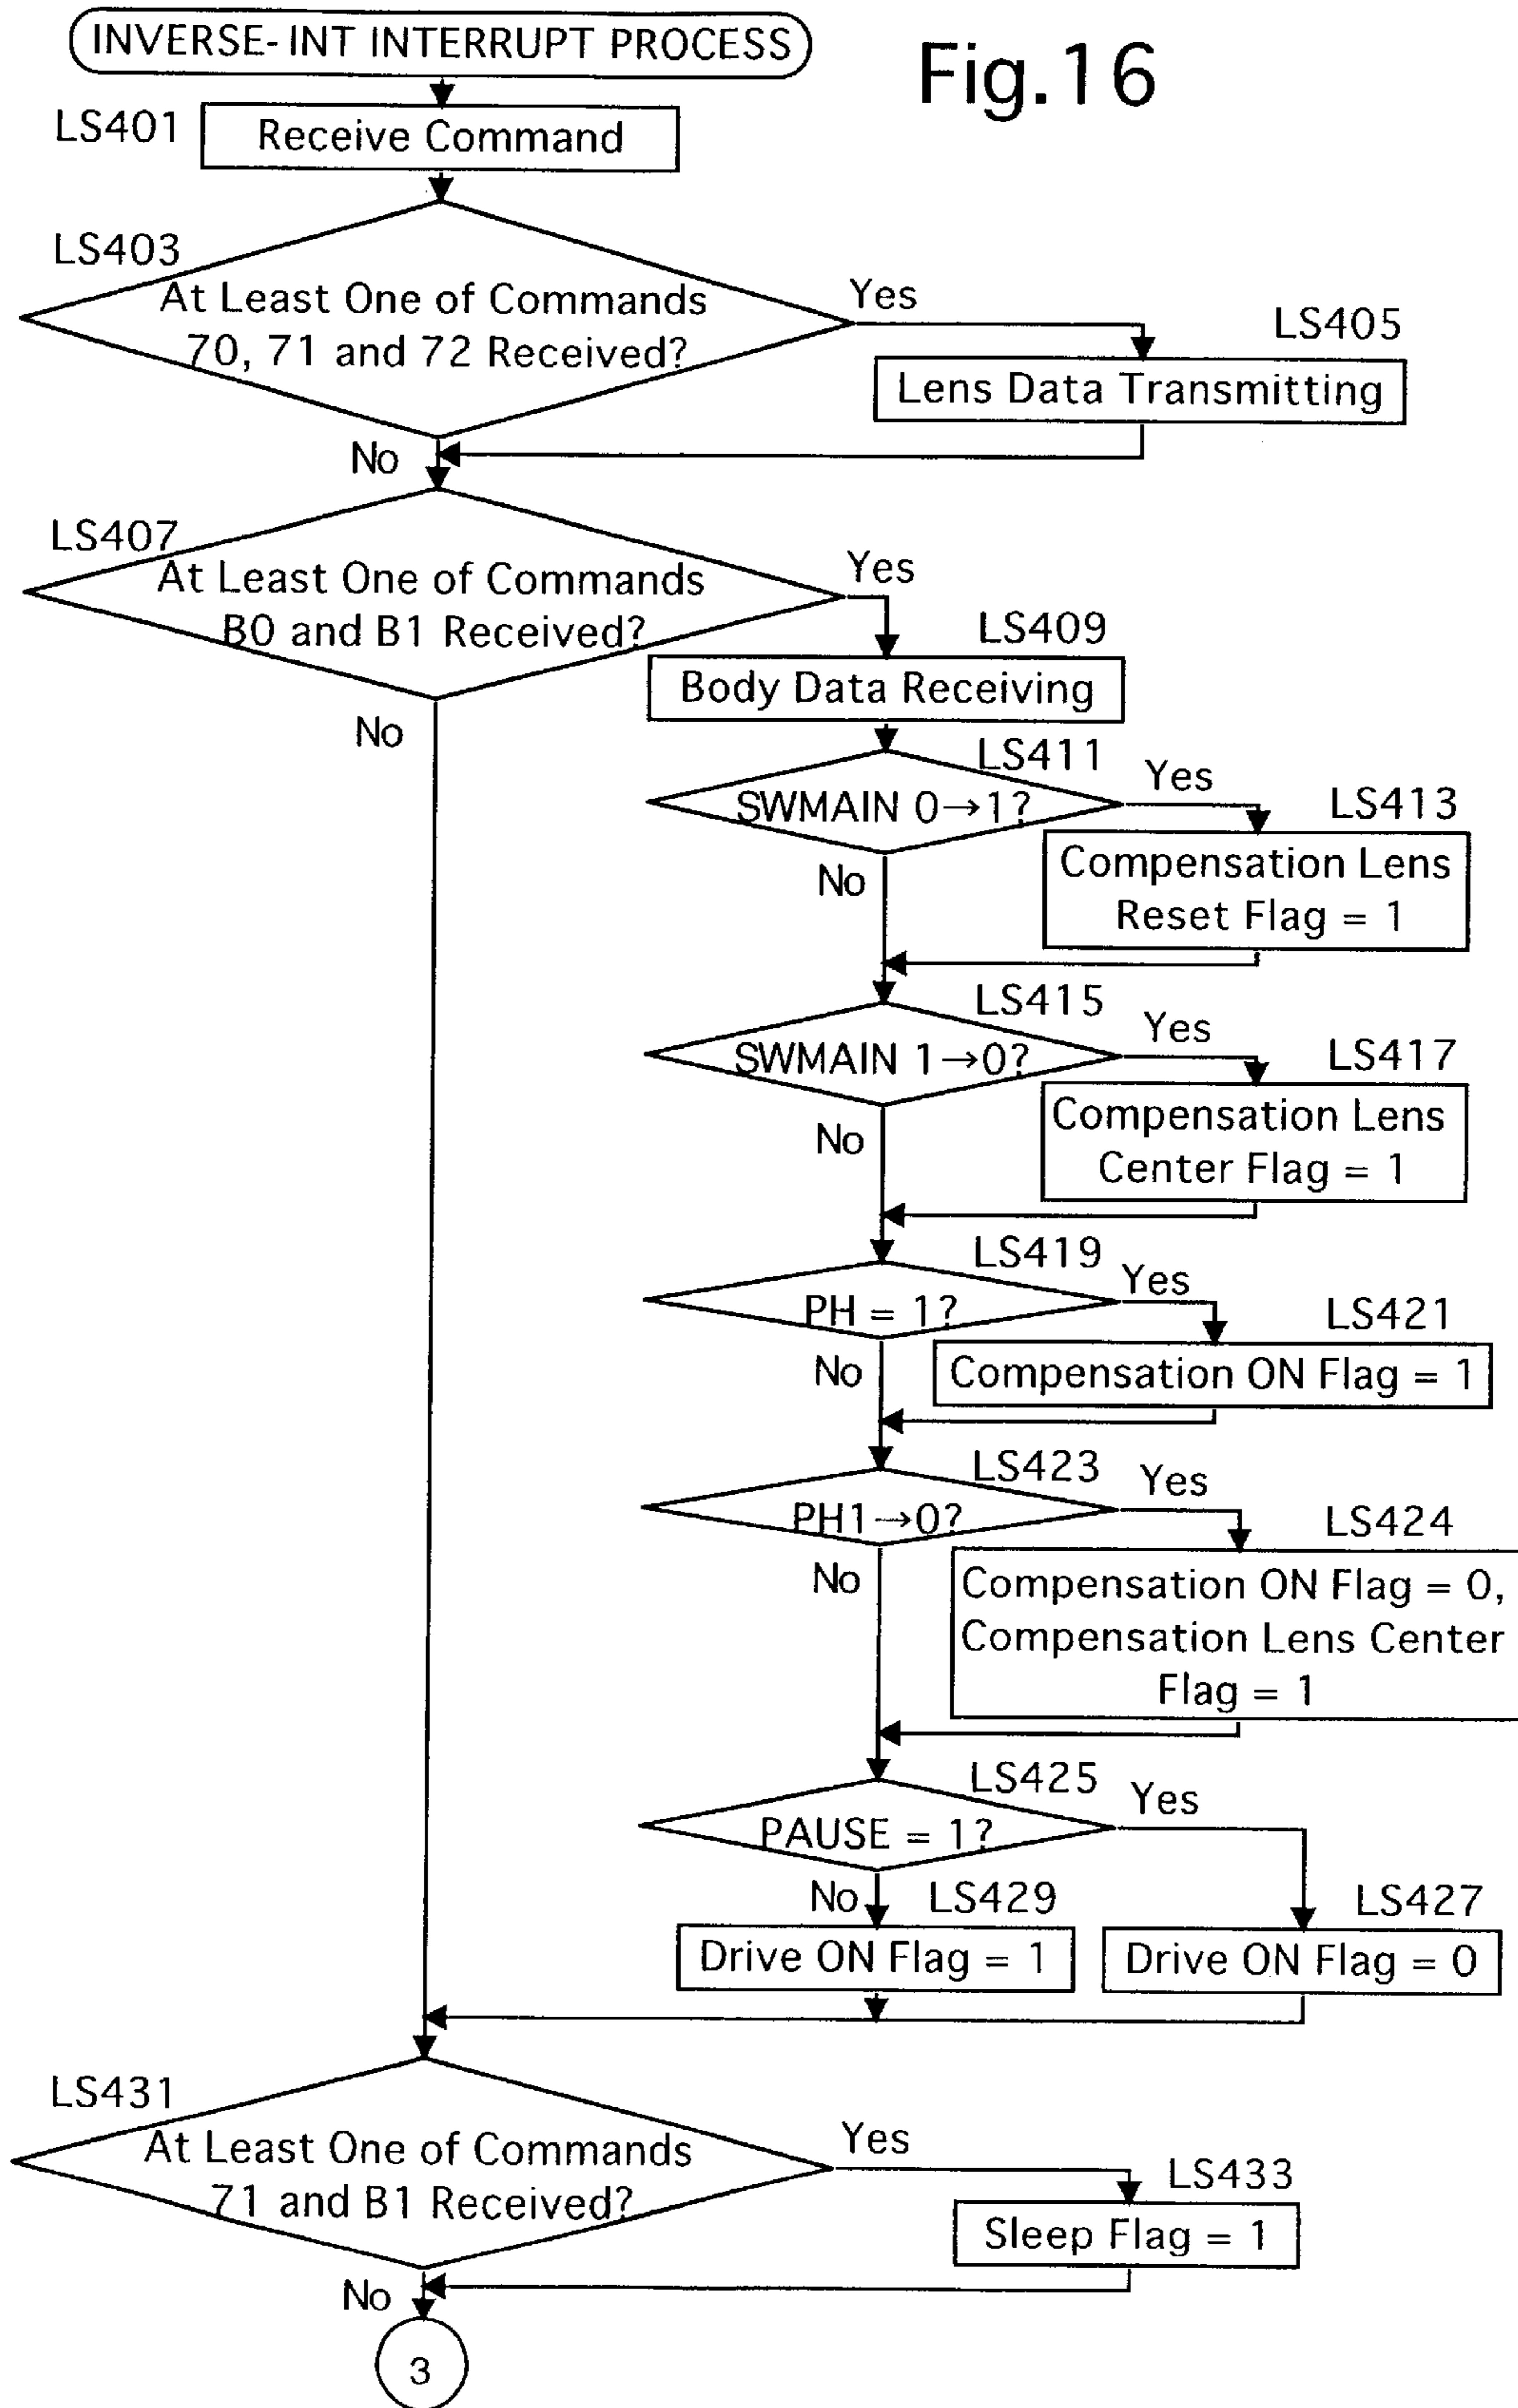 INVERSE-INT INTERRUPT PROCESS
Fig.16
LS401
Receive Command
LS403
At Least One of Commands
70, 71 and 72 Received?
Yes
LS405
Lens Data Transmitting
No
LS407
At Least One of Commands
B0 and B1 Received?
Yes
LS409
Body Data Receiving
No
LS411
SWMAIN 0→1?
Yes
LS413
Compensation Lens
Reset Flag = 1
No
LS415
SWMAIN 1→0?
Yes
LS417
Compensation Lens
Center Flag = 1
No
LS419
PH = 1?
Yes
LS421
Compensation ON Flag = 1
No
LS423
PH1→0?
Yes
LS424
Compensation ON Flag = 0,
Compensation Lens Center
Flag = 1
No
LS425
PAUSE = 1?
Yes
No
LS429
LS427
Drive ON Flag = 1
Drive ON Flag = 0
LS431
At Least One of Commands
71 and B1 Received?
Yes
LS433
Sleep Flag = 1
No
3